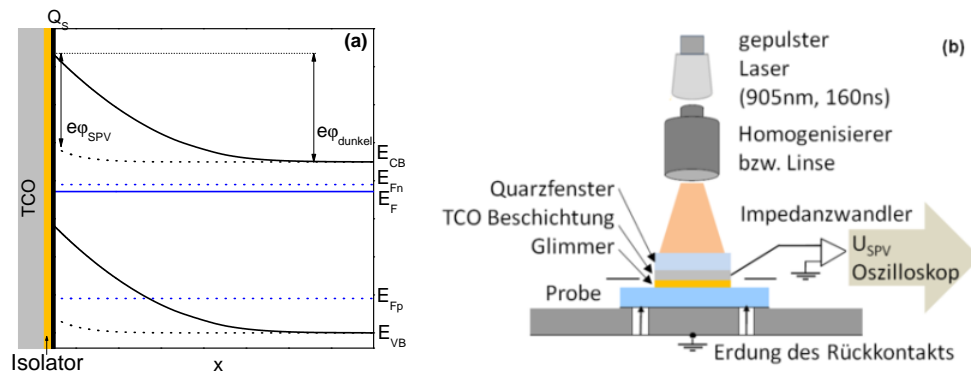 Q_S
(a)
eφ_SPV
eφ_dunkel
E_CB
E_Fn
E_F
TCO
E_Fp
E_VB
Isolator
x
(b)
gepulster
Laser
(905nm, 160ns)
Homogenisierer
bzw. Linse
Quarzfenster
TCO Beschichtung
Glimmer
Impedanzwandler
U_SPV
Oszilloskop
Probe
Erdung des Rückkontakts